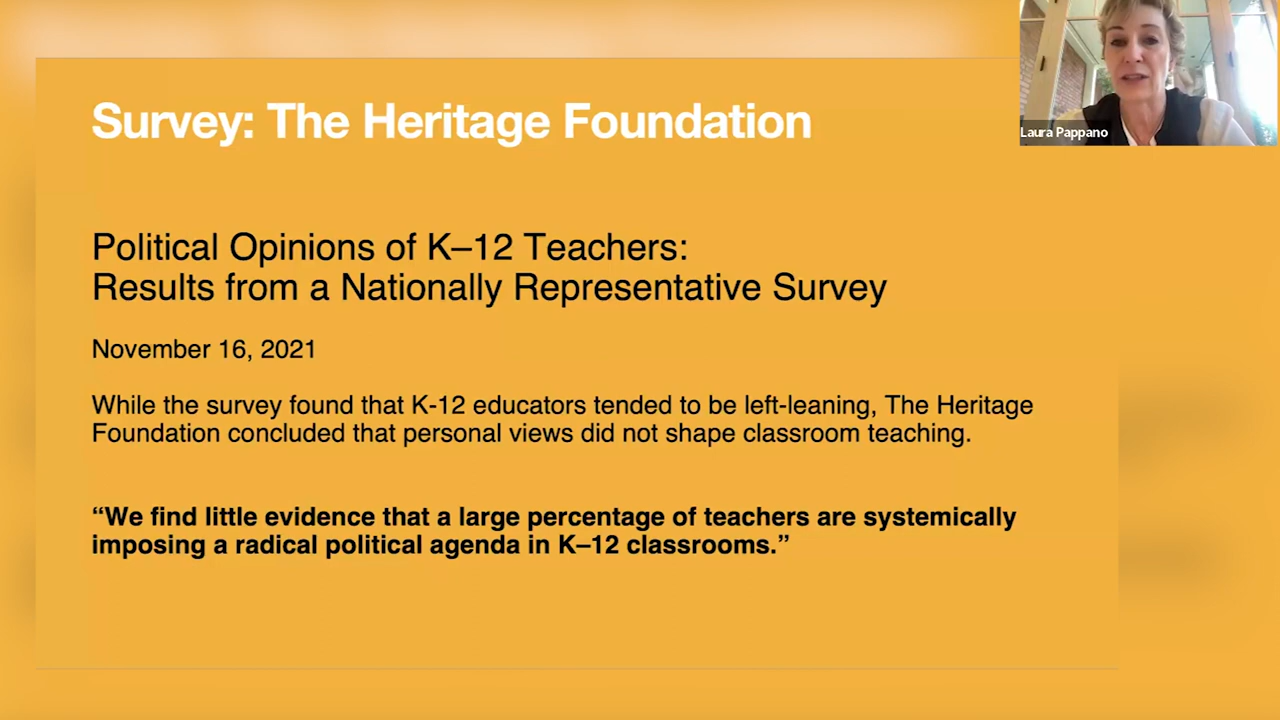 Survey: The Heritage Foundation
Laura Pappano
Political Opinions of K–12 Teachers:
Results from a Nationally Representative Survey
November 16, 2021
While the survey found that K-12 educators tended to be left-leaning, The Heritage
Foundation concluded that personal views did not shape classroom teaching.
“We find little evidence that a large percentage of teachers are systemically
imposing a radical political agenda in K–12 classrooms.”